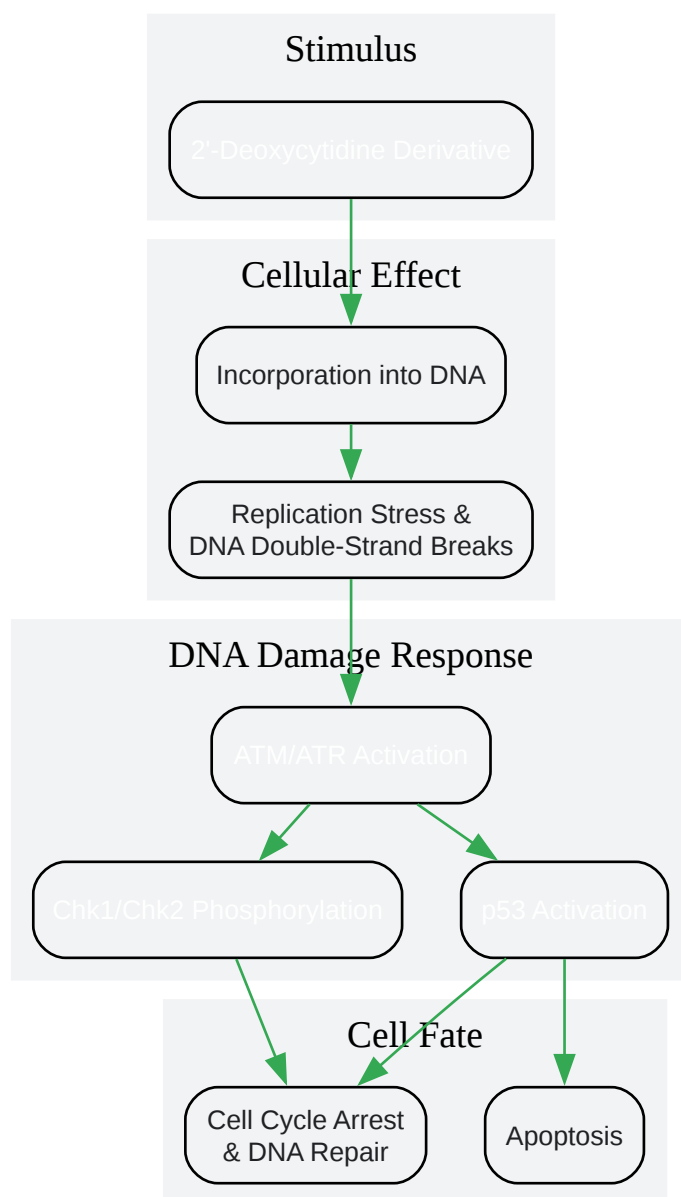 Stimulus
2'-Deoxycytidine Derivative
Cellular Effect
Incorporation into DNA
Replication Stress &
DNA Double-Strand Breaks
DNA Damage Response
ATM/ATR Activation
Chk1/Chk2 Phosphorylation
p53 Activation
Cell Fate
Cell Cycle Arrest
& DNA Repair
Apoptosis